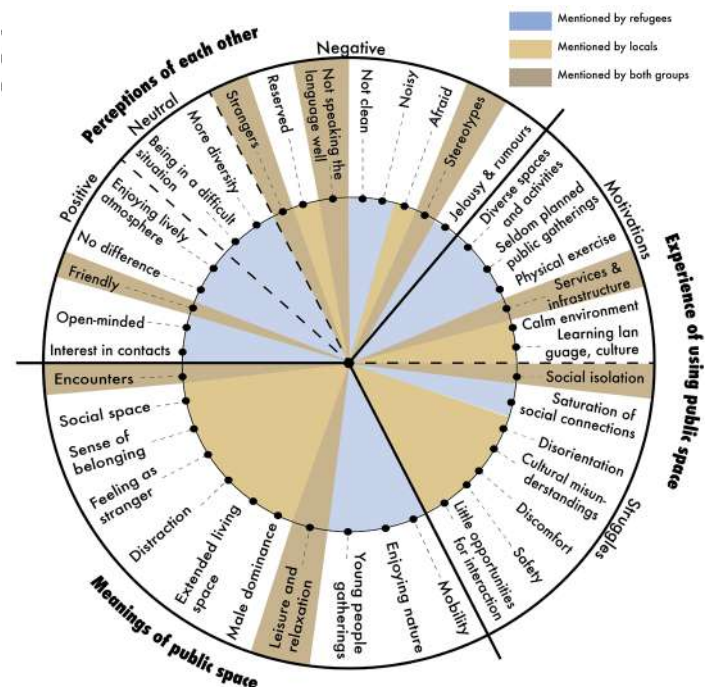 Mentioned by refugees
Mentioned by locals
Mentioned by both groups
Perceptions of each other
Negative
Neutral
Positive
Strangers
Reserved
Not speaking the
language well
Not clean
Noisy
Afraid
Stereotypes
Jelousy & rumours
Diverse spaces
and activities
Seldom planned
public gatherings
Physical exercise
Services &
infrastructure
Calm environment
Learning lan
guage, culture
Motivations
Experience of using public space
Social isolation
Saturation of
social connections
Disorientation
Cultural misun-
derstandings
Discomfort
Safety
Little opportunities
for interaction
Struggles
Mobility
Enjoying nature
Young people
gatherings
Leisure and
relaxation
Male dominance
Extended living
space
Distraction
Feeling as
stranger
Sense of
belonging
Social space
Encounters
Meanings of public space
Interest in contacts
Open-minded
Friendly
No difference
Enjoying lively
atmosphere
Being in a difficult
situation
More diversity